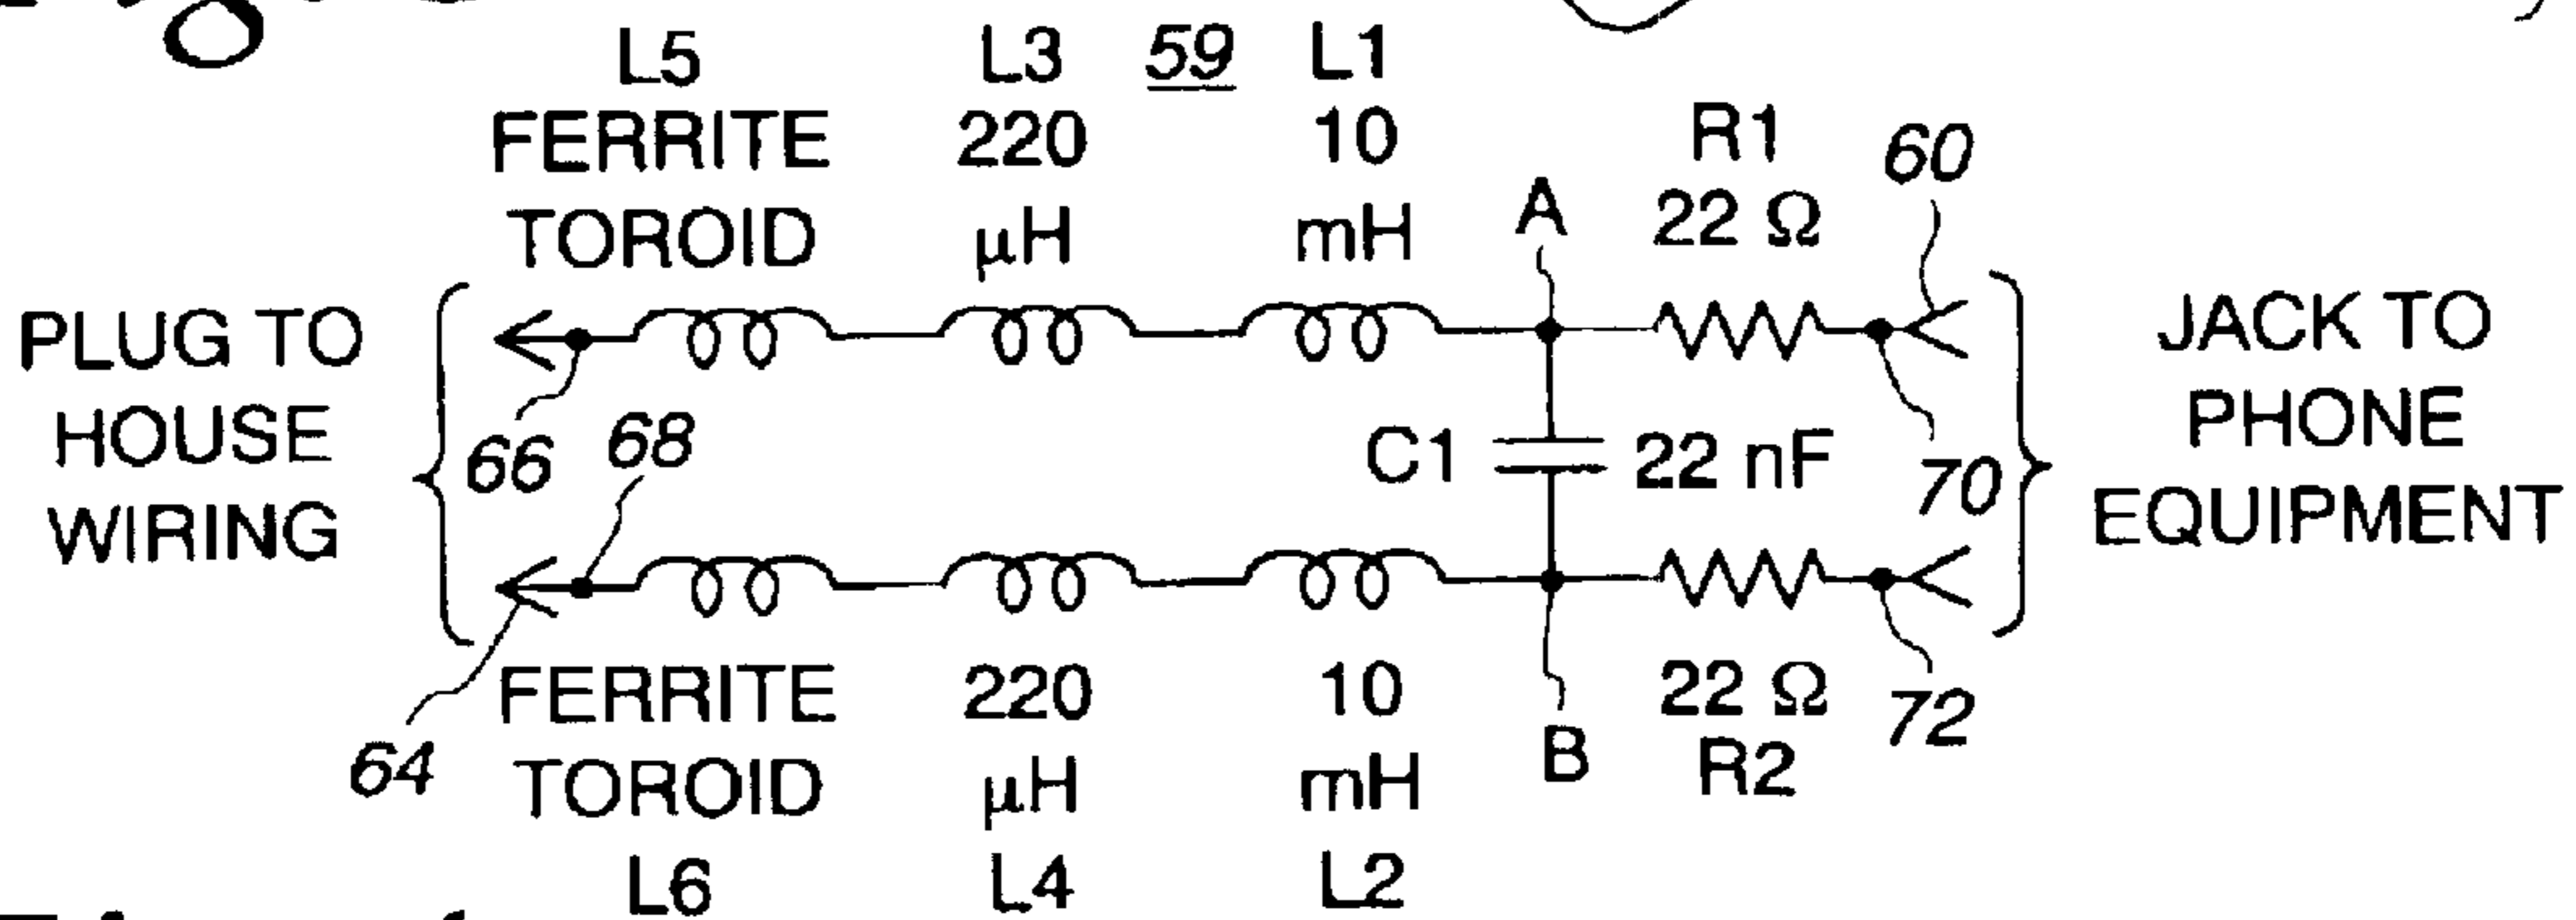 L5
FERRITE
TOROID
L3
220
μH
59
L1
10
mH
A
R1
22 Ω
60
PLUG TO
HOUSE
WIRING
66
68
C1
22 nF
70
JACK TO
PHONE
EQUIPMENT
64
FERRITE
TOROID
L6
220
μH
L4
10
mH
L2
B
22 Ω
R2
72